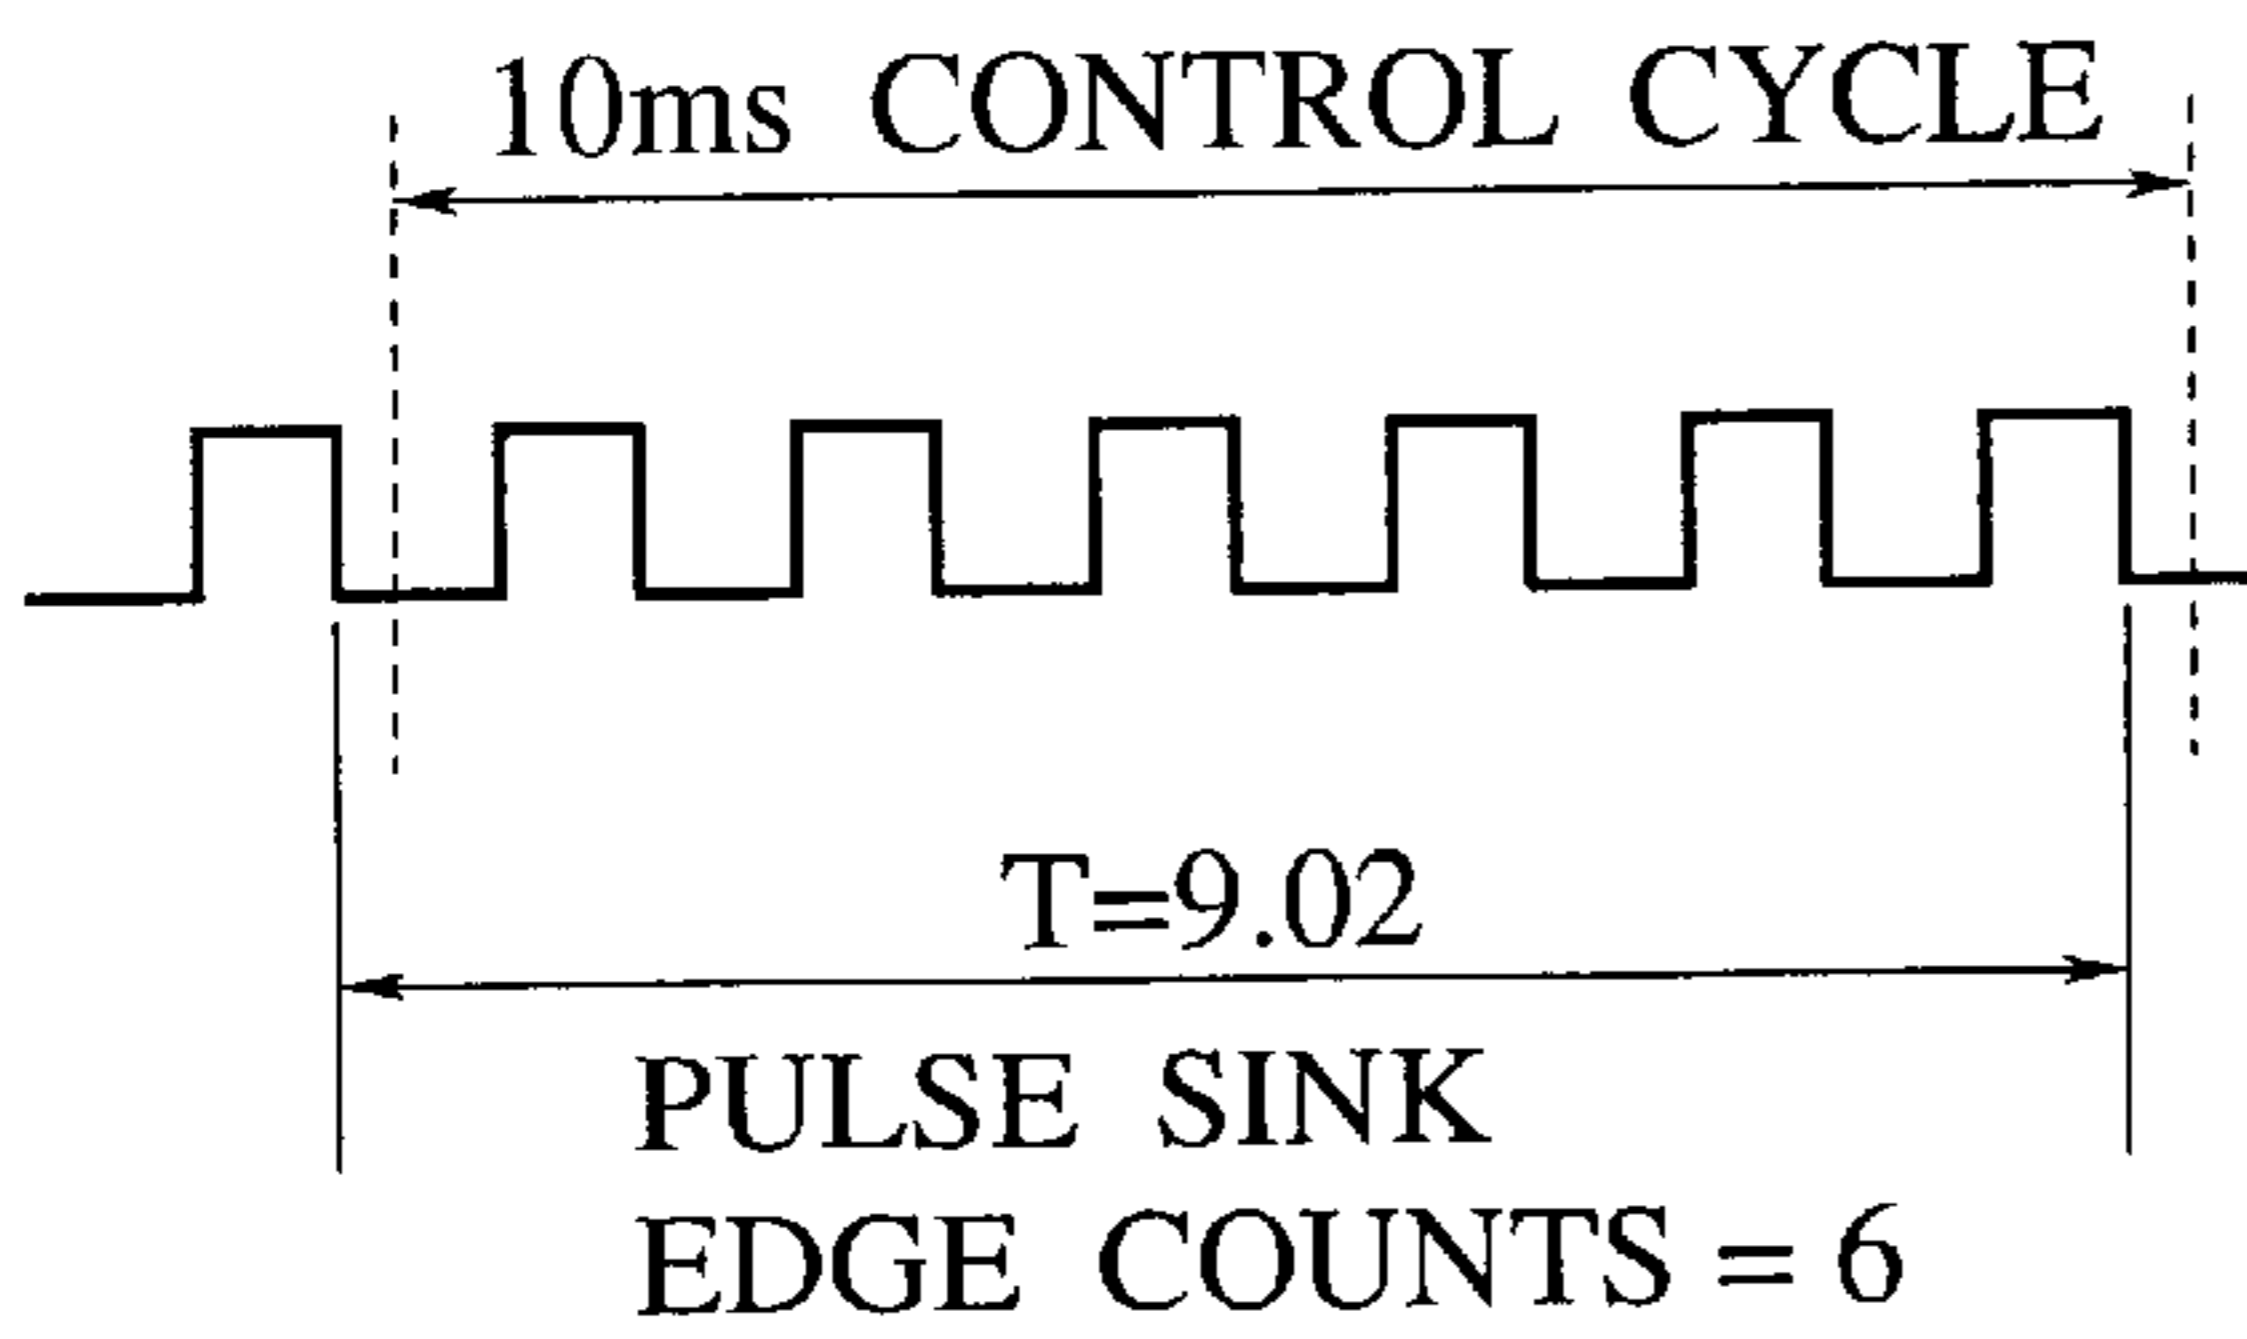 10ms CONTROL CYCLE
T=9.02
PULSE SINK
EDGE COUNTS = 6